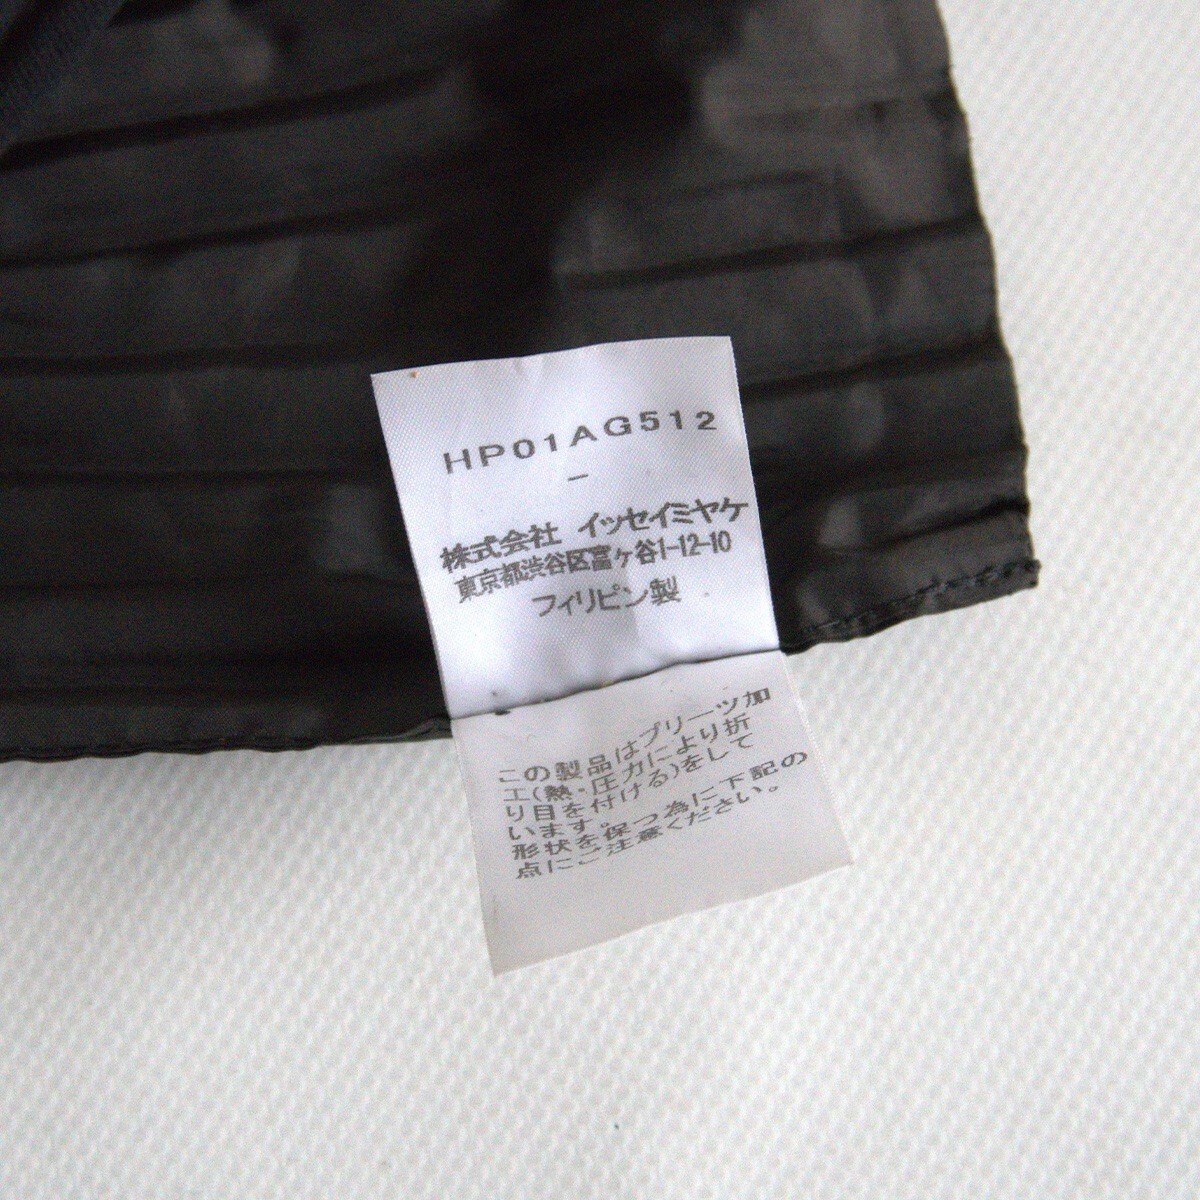 HP01AG512
—
株式会社 イッセイミヤケ
東京都渋谷区富ヶ谷1-12-10
フィリピン製
この製品はプリーツ加
工(熱・圧力により折
り目を付ける)をして
います。
形状を保つ為に下記の
点にご注意ください。